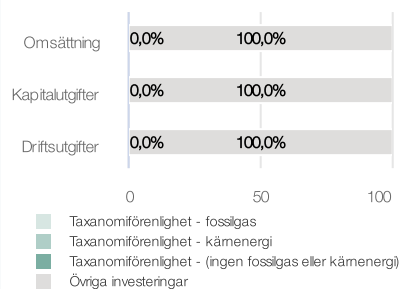 Omsättning 0,0% 100,0%
Kapitalutgifter 0,0% 100,0%
Driftsutgifter 0,0% 100,0%
0 50 100
Taxanomiförenlighet - fossilgas
Taxanomiförenlighet - kärnenergi
Taxanomiförenlighet - (ingen fossilgas eller kärnenergi)
Övriga investeringar